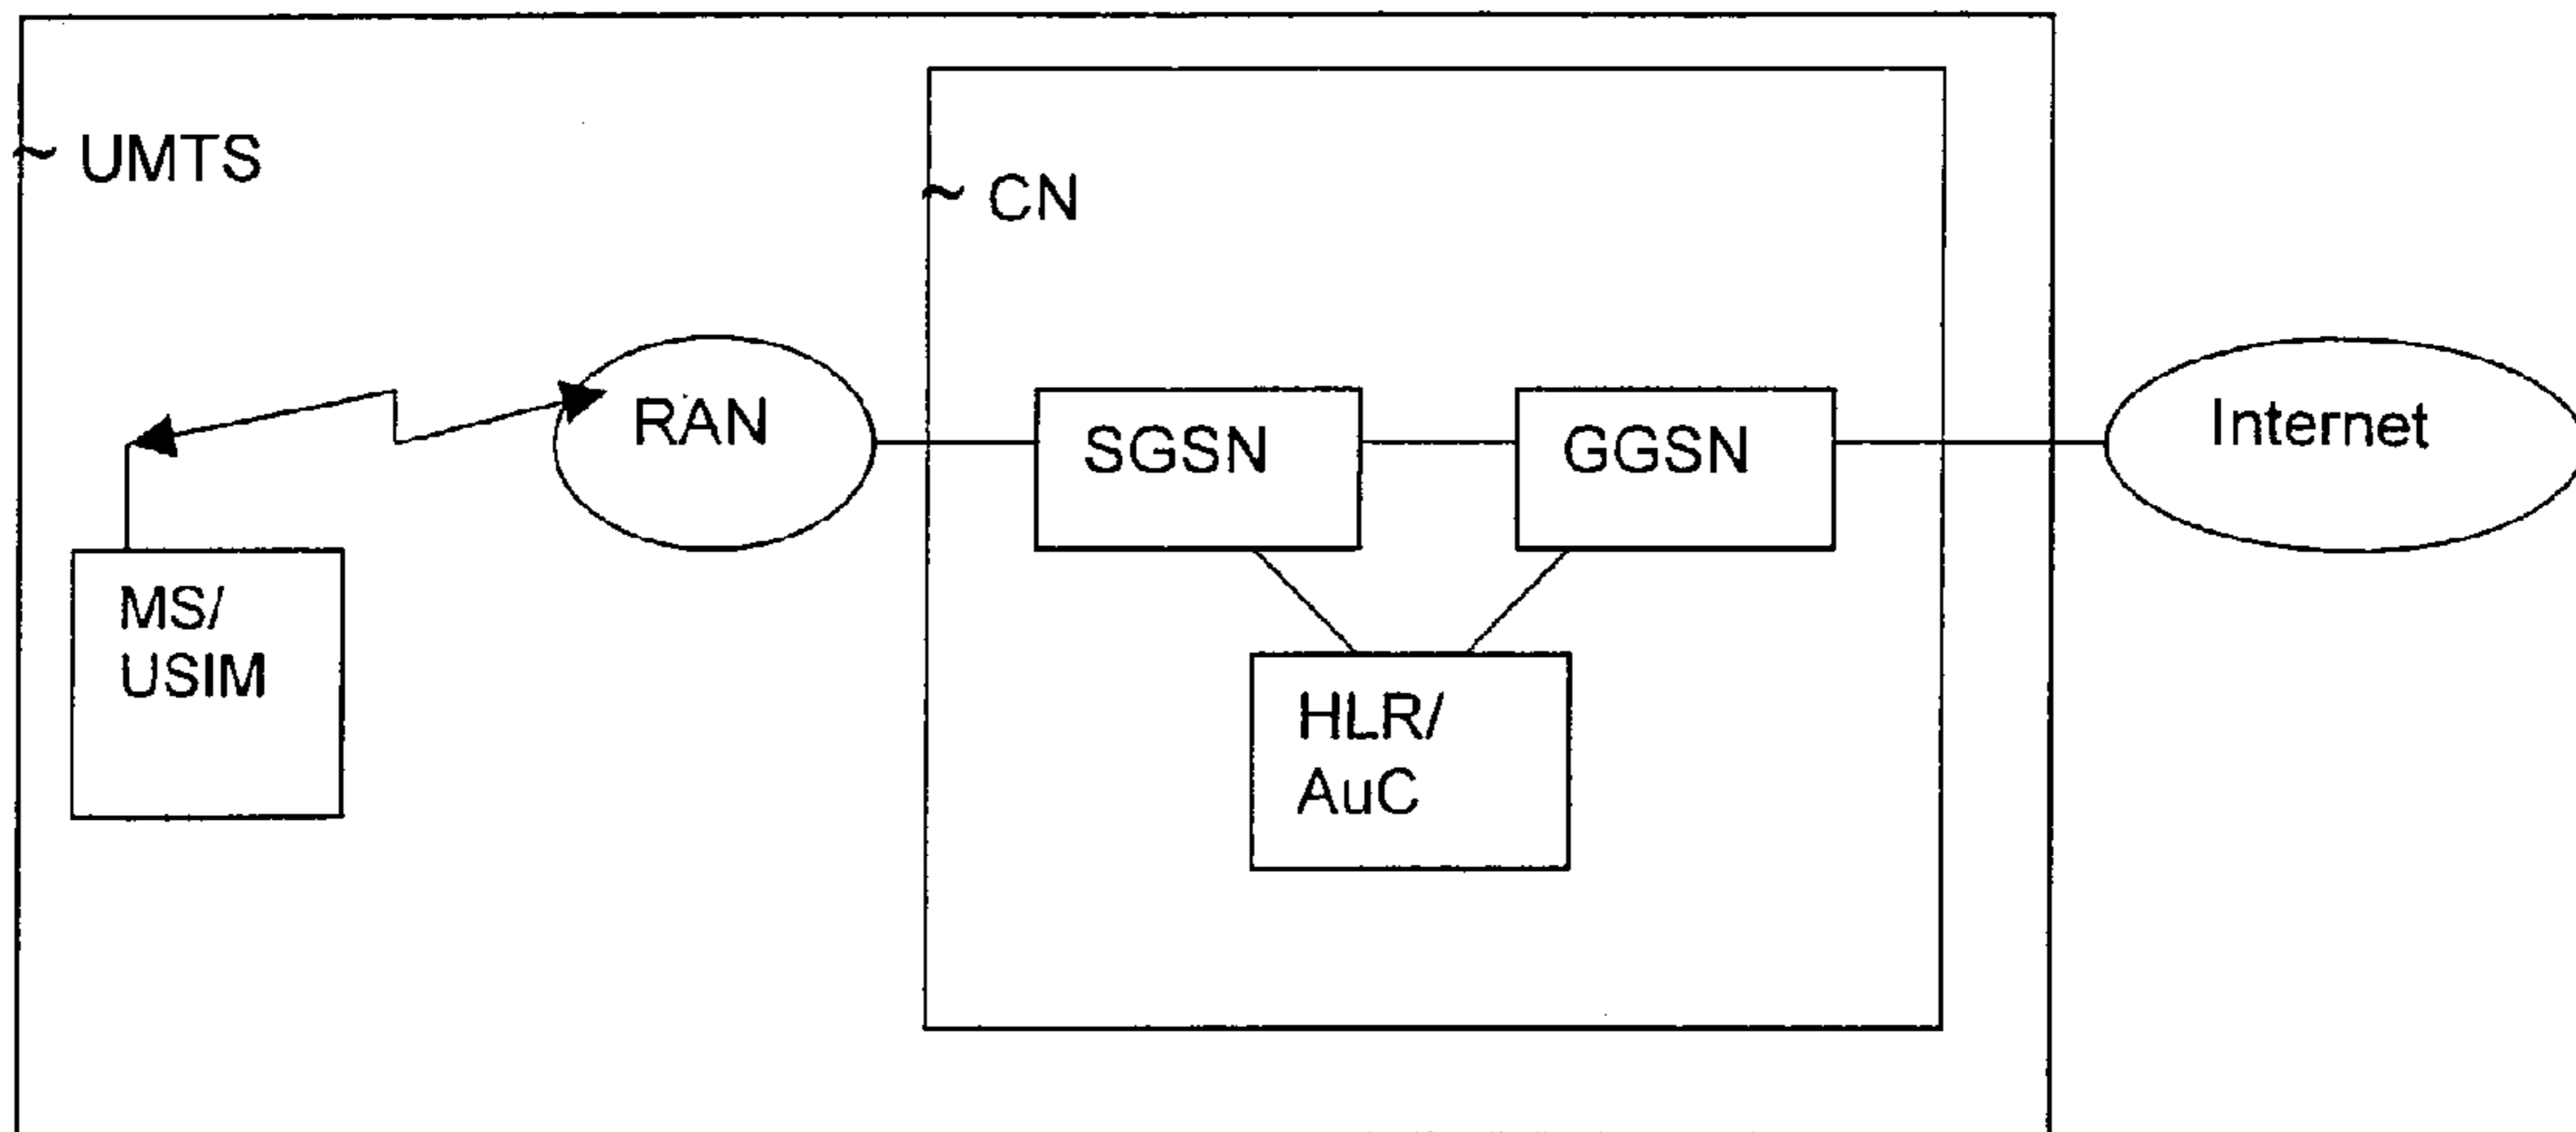 ~ UMTS
~ CN
RAN
SGSN
GGSN
Internet
MS/
USIM
HLR/
AuC